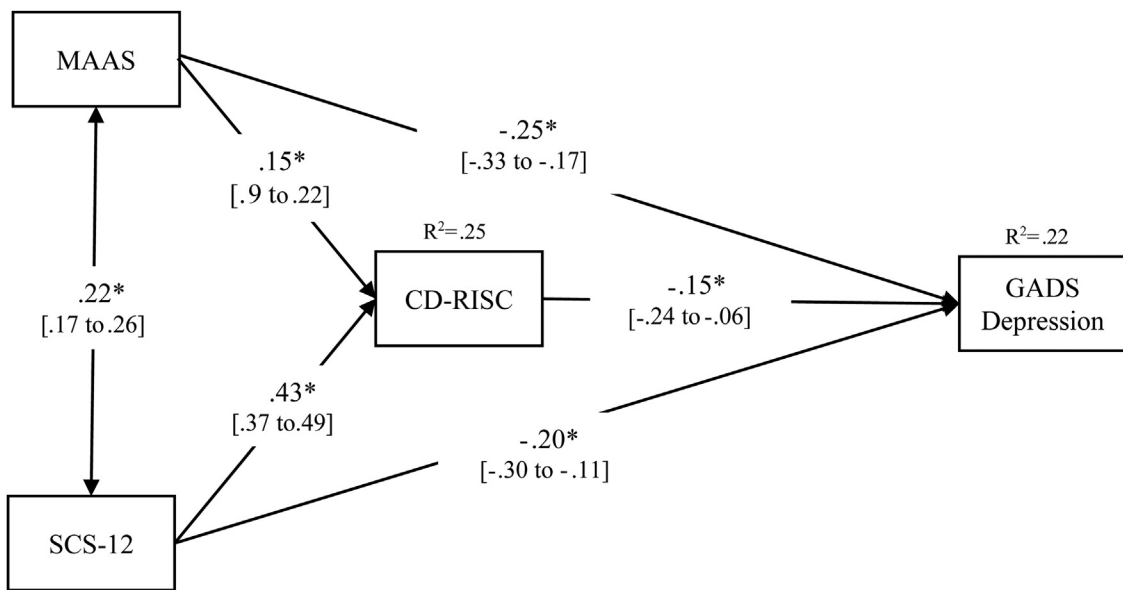 MAAS
-.25*
[-.33 to -.17]
.15*
[.9 to .22]
R²=.25
R²=.22
CD-RISC
-.15*
[-.24 to -.06]
GADS
Depression
.22*
[.17 to .26]
.43*
[.37 to.49]
-.20*
[-.30 to -.11]
SCS-12